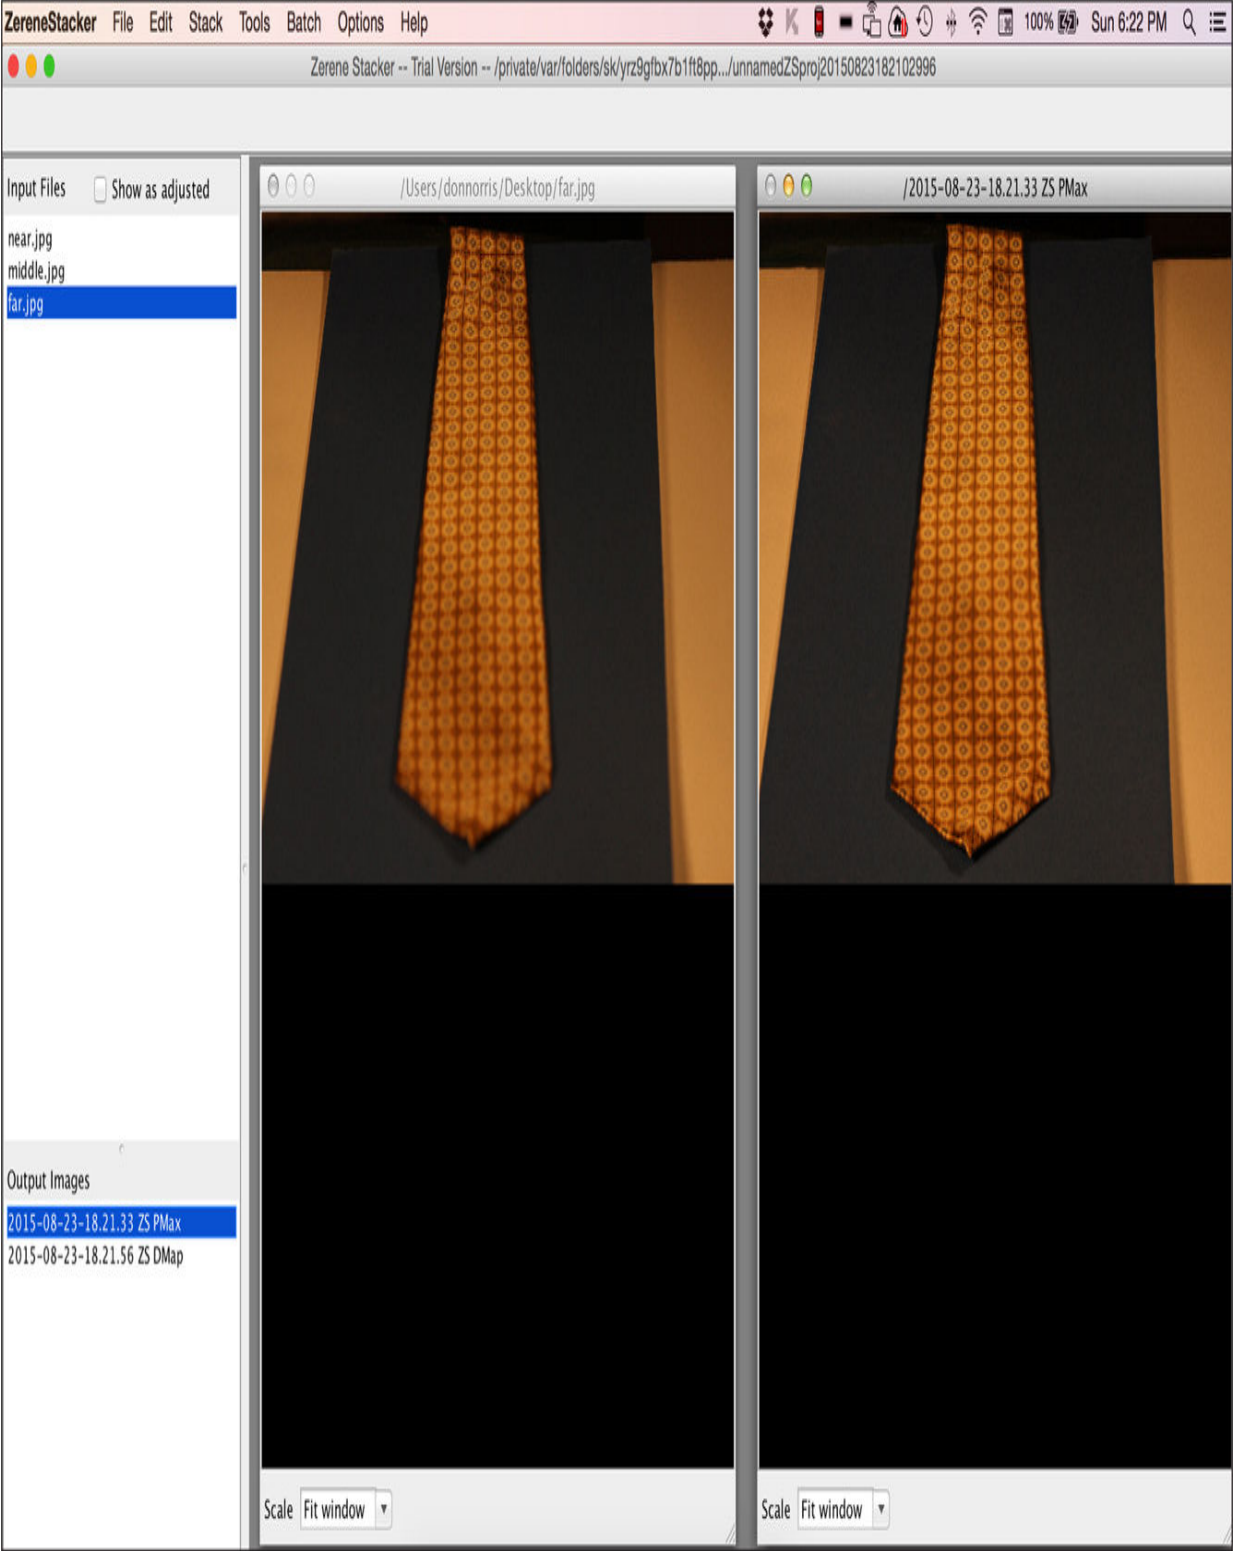 ZereneStacker File Edit Stack Tools Batch Options Help 100% Sun 6:22 PM
Zerene Stacker -- Trial Version -- /private/var/folders/sk/yrz9gfbx7b1ft8pp.../unnamedZSproj20150823182102996
Input Files Show as adjusted
near.jpg
middle.jpg
far.jpg
/Users/donnorris/Desktop/far.jpg
/2015-08-23-18.21.33 ZS PMax
Output Images
2015-08-23-18.21.33 ZS PMax
2015-08-23-18.21.56 ZS DMap
Scale Fit window
Scale Fit window